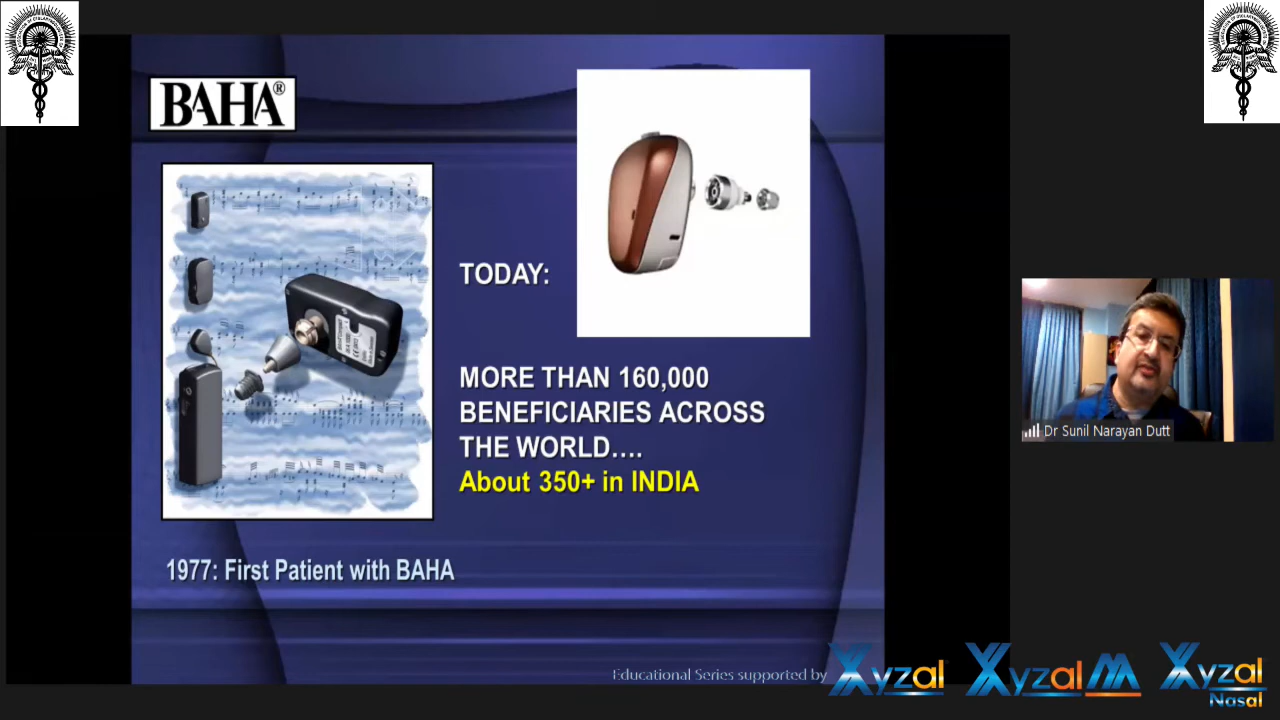 BAHA®
TODAY:
MORE THAN 160,000
BENEFICIARIES ACROSS
THE WORLD....
About 350+ in INDIA
1977: First Patient with BAHA
Dr Sunil Narayan Dutt
Educational Series supported by
Xyzal
Xyzal M
Xyzal
Nasal